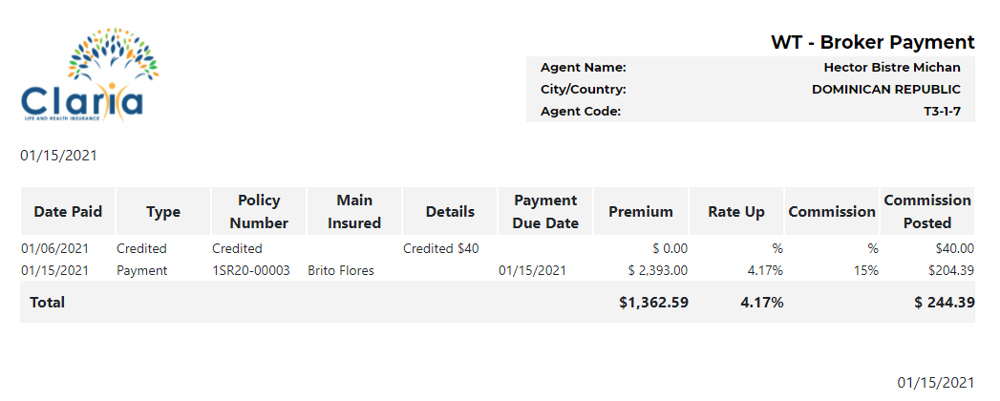 Claria
LIFE AND HEALTH INSURANCE
WT - Broker Payment
Agent Name: Hector Bistre Michan
City/Country: DOMINICAN REPUBLIC
Agent Code: T3-1-7
01/15/2021
Date Paid Type Policy Number Main Insured Details Payment Due Date Premium Rate Up Commission Commission Posted
01/06/2021 Credited Credited Credited $40 $ 0.00 % % $40.00
01/15/2021 Payment 1SR20-00003 Brito Flores 01/15/2021 $ 2,393.00 4.17% 15% $204.39
Total $1,362.59 4.17% $ 244.39
01/15/2021